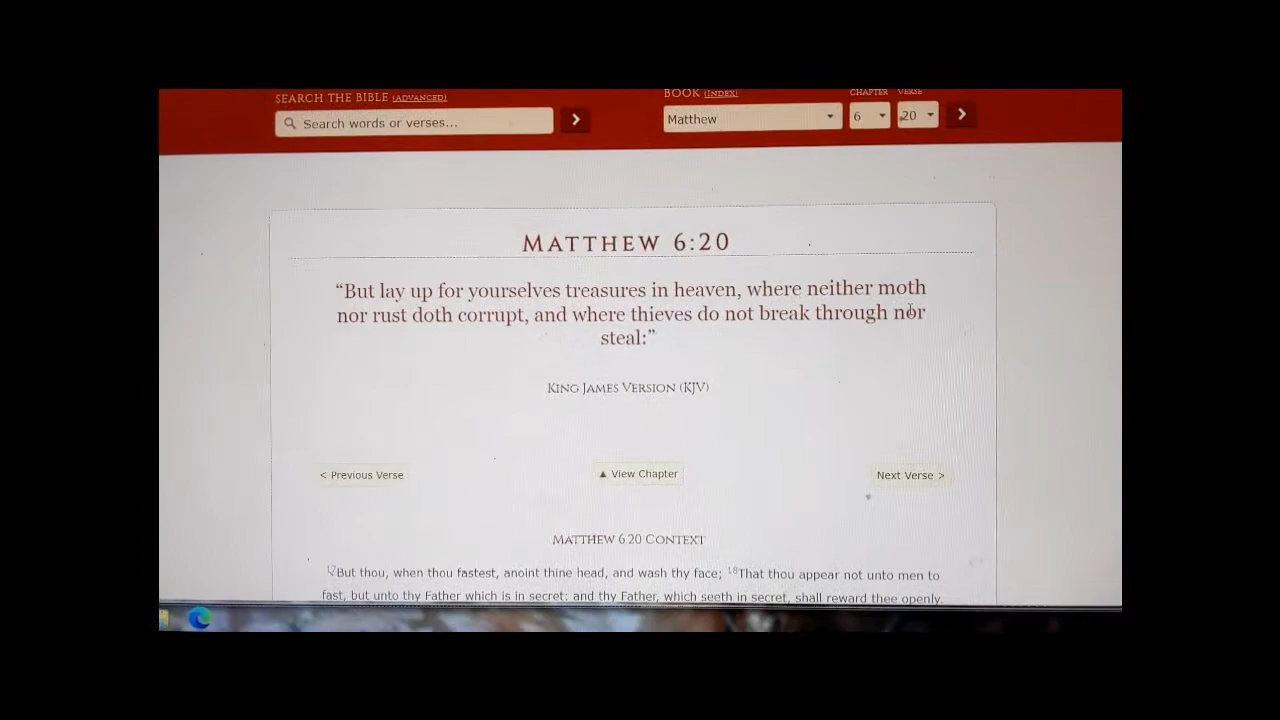 SEARCH THE BIBLE (ADVANCED)
BOOK (INDEX)
CHAPTER
VERSE
Search words or verses...
Matthew
6
20
MATTHEW 6:20
“But lay up for yourselves treasures in heaven, where neither moth
nor rust doth corrupt, and where thieves do not break through nor
steal:”
KING JAMES VERSION (KJV)
< Previous Verse
▲ View Chapter
Next Verse >
MATTHEW 6:20 CONTEXT
17But thou, when thou fastest, anoint thine head, and wash thy face; 18That thou appear not unto men to
fast, but unto thy Father which is in secret: and thy Father, which seeth in secret, shall reward thee openly.